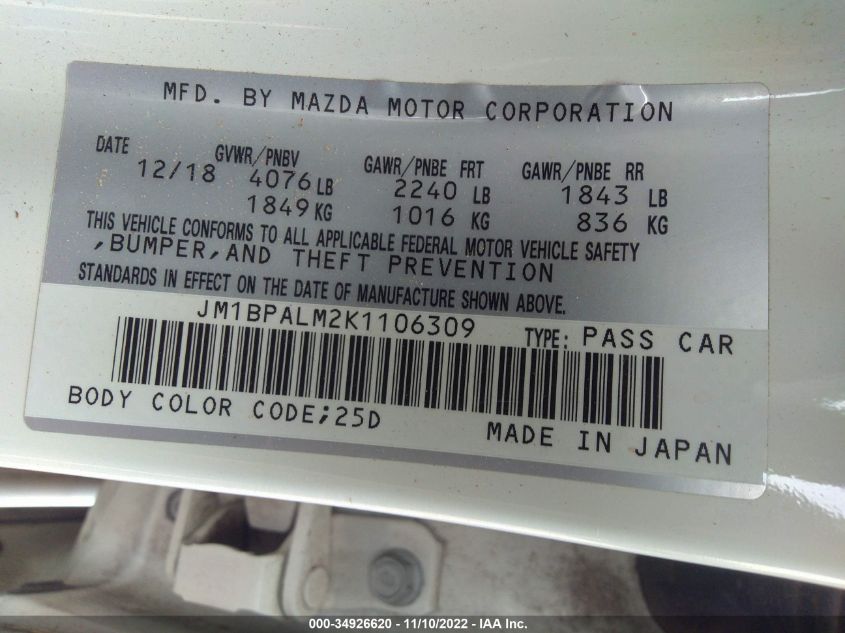 MFD. BY MAZDA MOTOR CORPORATION
DATE GVWR/PNBV GAWR/PNBE FRT GAWR/PNBE RR
12/18 4076 LB 2240 LB 1843 LB
1849 KG 1016 KG 836 KG
THIS VEHICLE CONFORMS TO ALL APPLICABLE FEDERAL MOTOR VEHICLE SAFETY
,BUMPER,AND THEFT PREVENTION
STANDARDS IN EFFECT ON THE DATE OF MANUFACTURE SHOWN ABOVE.
JM1BPALM2K1106309 TYPE: PASS CAR
BODY COLOR CODE;25D MADE IN JAPAN
000-34926620 - 11/10/2022 - IAA Inc.